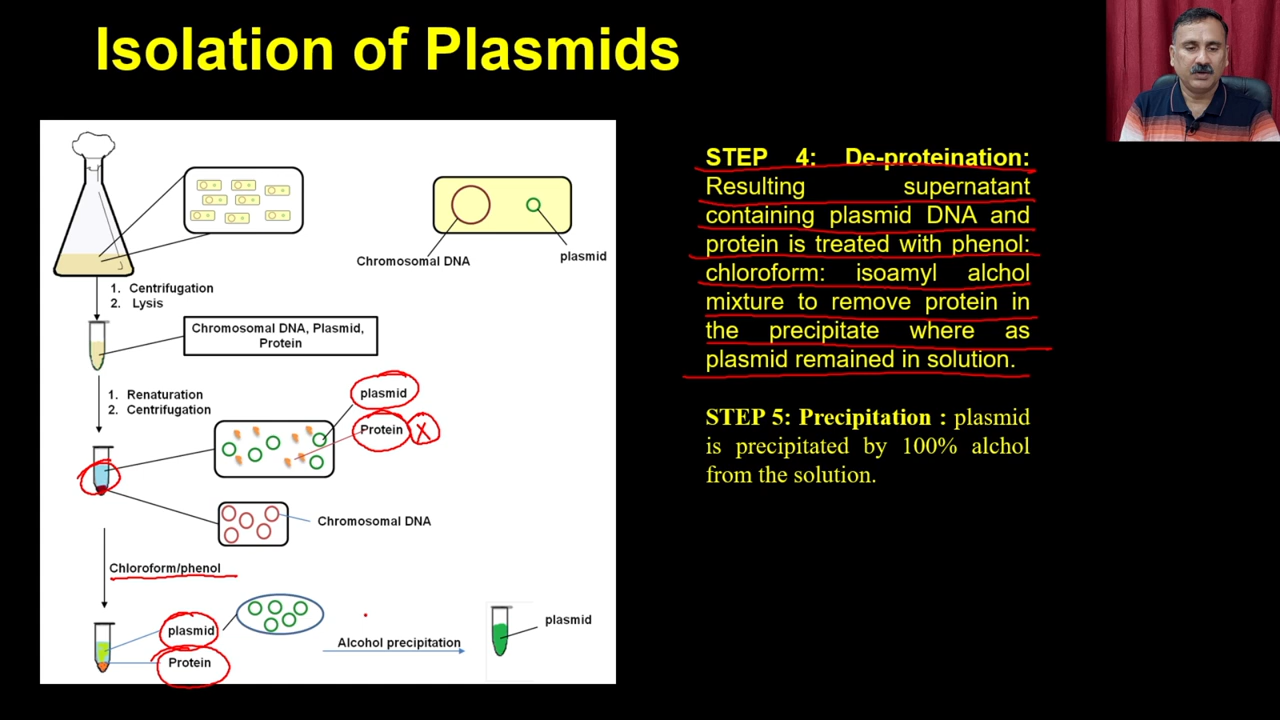 Isolation of Plasmids
Chromosomal DNA
plasmid
1. Centrifugation
2. Lysis
Chromosomal DNA, Plasmid,
Protein
1. Renaturation
2. Centrifugation
plasmid
Protein X
Chromosomal DNA
Chloroform/phenol
plasmid
Protein
Alcohol precipitation
plasmid
STEP 4: De-proteination:
Resulting supernatant
containing plasmid DNA and
protein is treated with phenol:
chloroform: isoamyl alchol
mixture to remove protein in
the precipitate where as
plasmid remained in solution.
STEP 5: Precipitation : plasmid
is precipitated by 100% alchol
from the solution.